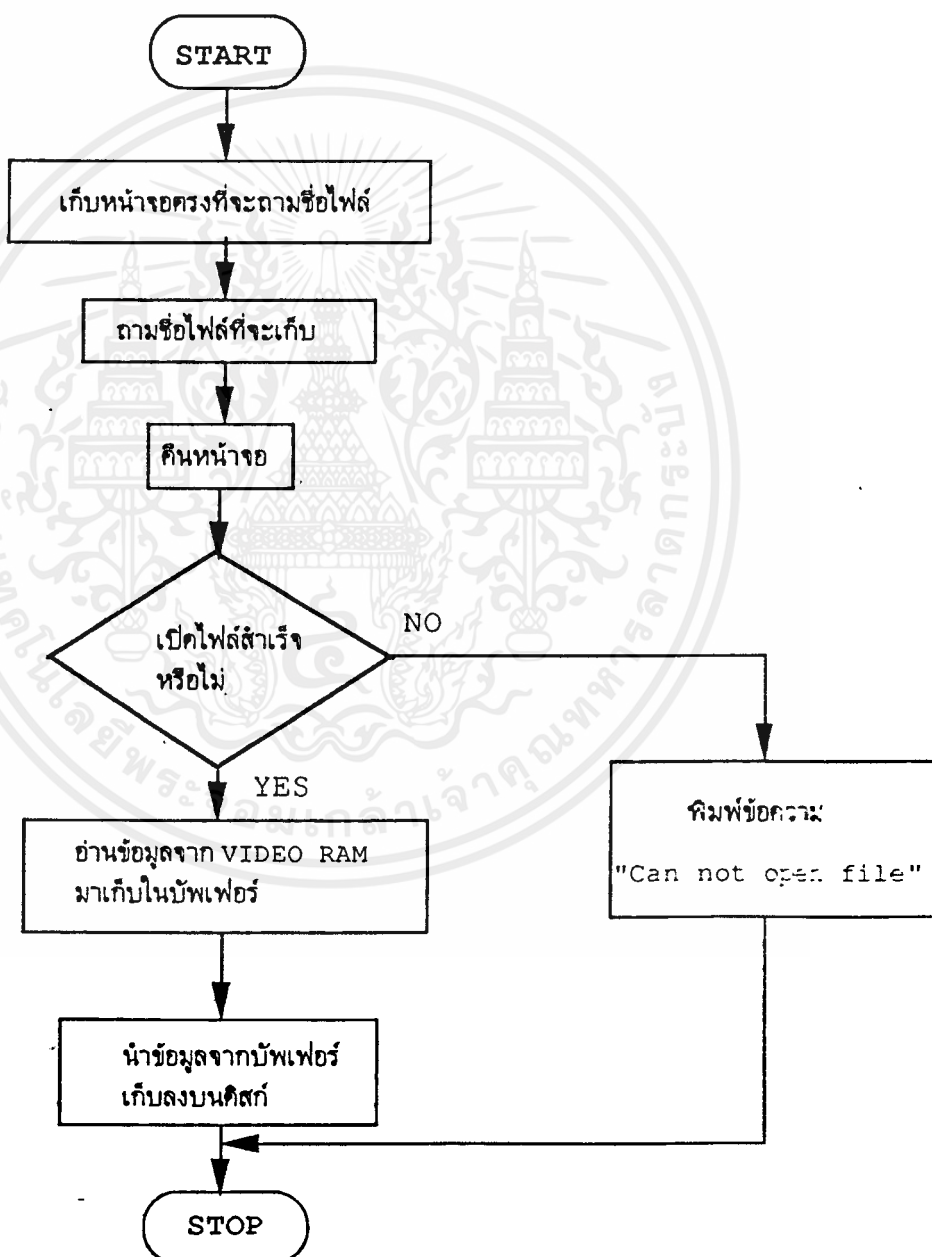 START
เก็บหน้าจอตรงที่จะถามชื่อไฟล์
ถามชื่อไฟล์ที่จะเก็บ
คืนหน้าจอ
เปิดไฟล์สำเร็จ
หรือไม่
NO
YES
อ่านข้อมูลจาก VIDEO RAM
มาเก็บในบัพเฟอร์
พิมพ์ข้อความ
"Can not open file"
นำข้อมูลจากบัพเฟอร์
เก็บลงบนดิสก์
STOP